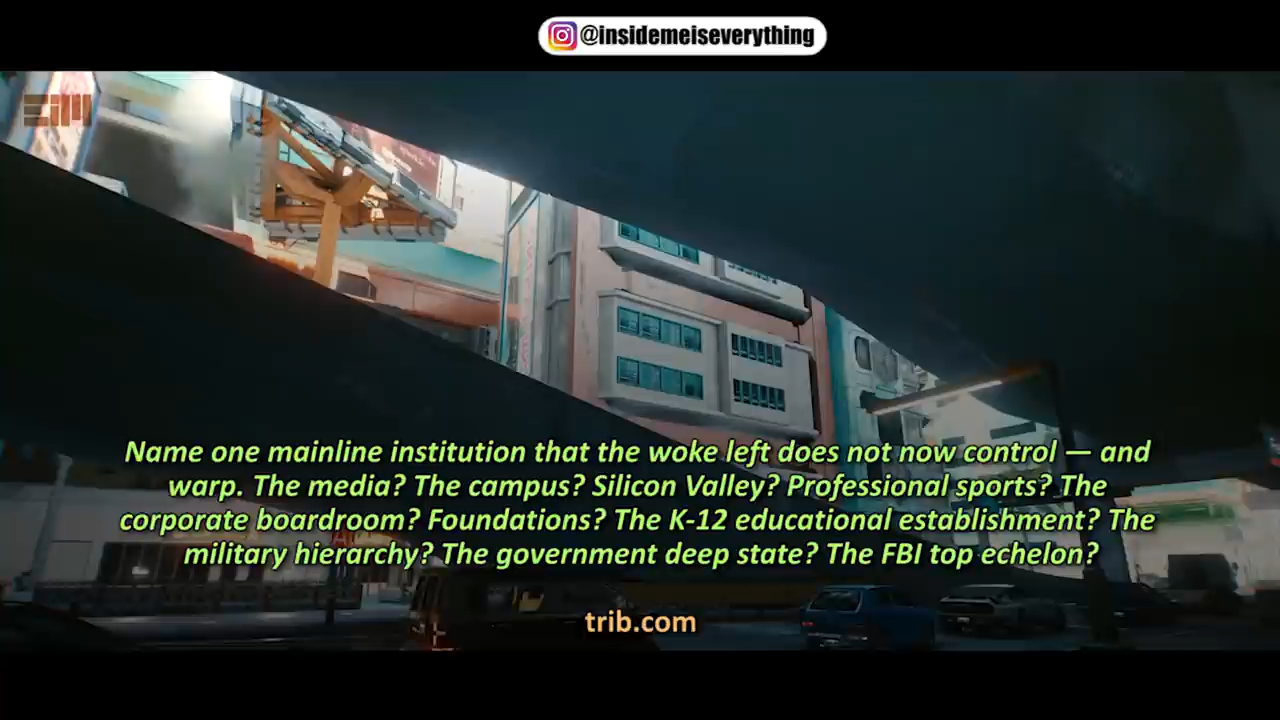 @insidemeiseverything
EiM
Name one mainline institution that the woke left does not now control — and
warp. The media? The campus? Silicon Valley? Professional sports? The
corporate boardroom? Foundations? The K-12 educational establishment? The
military hierarchy? The government deep state? The FBI top echelon?
trib.com